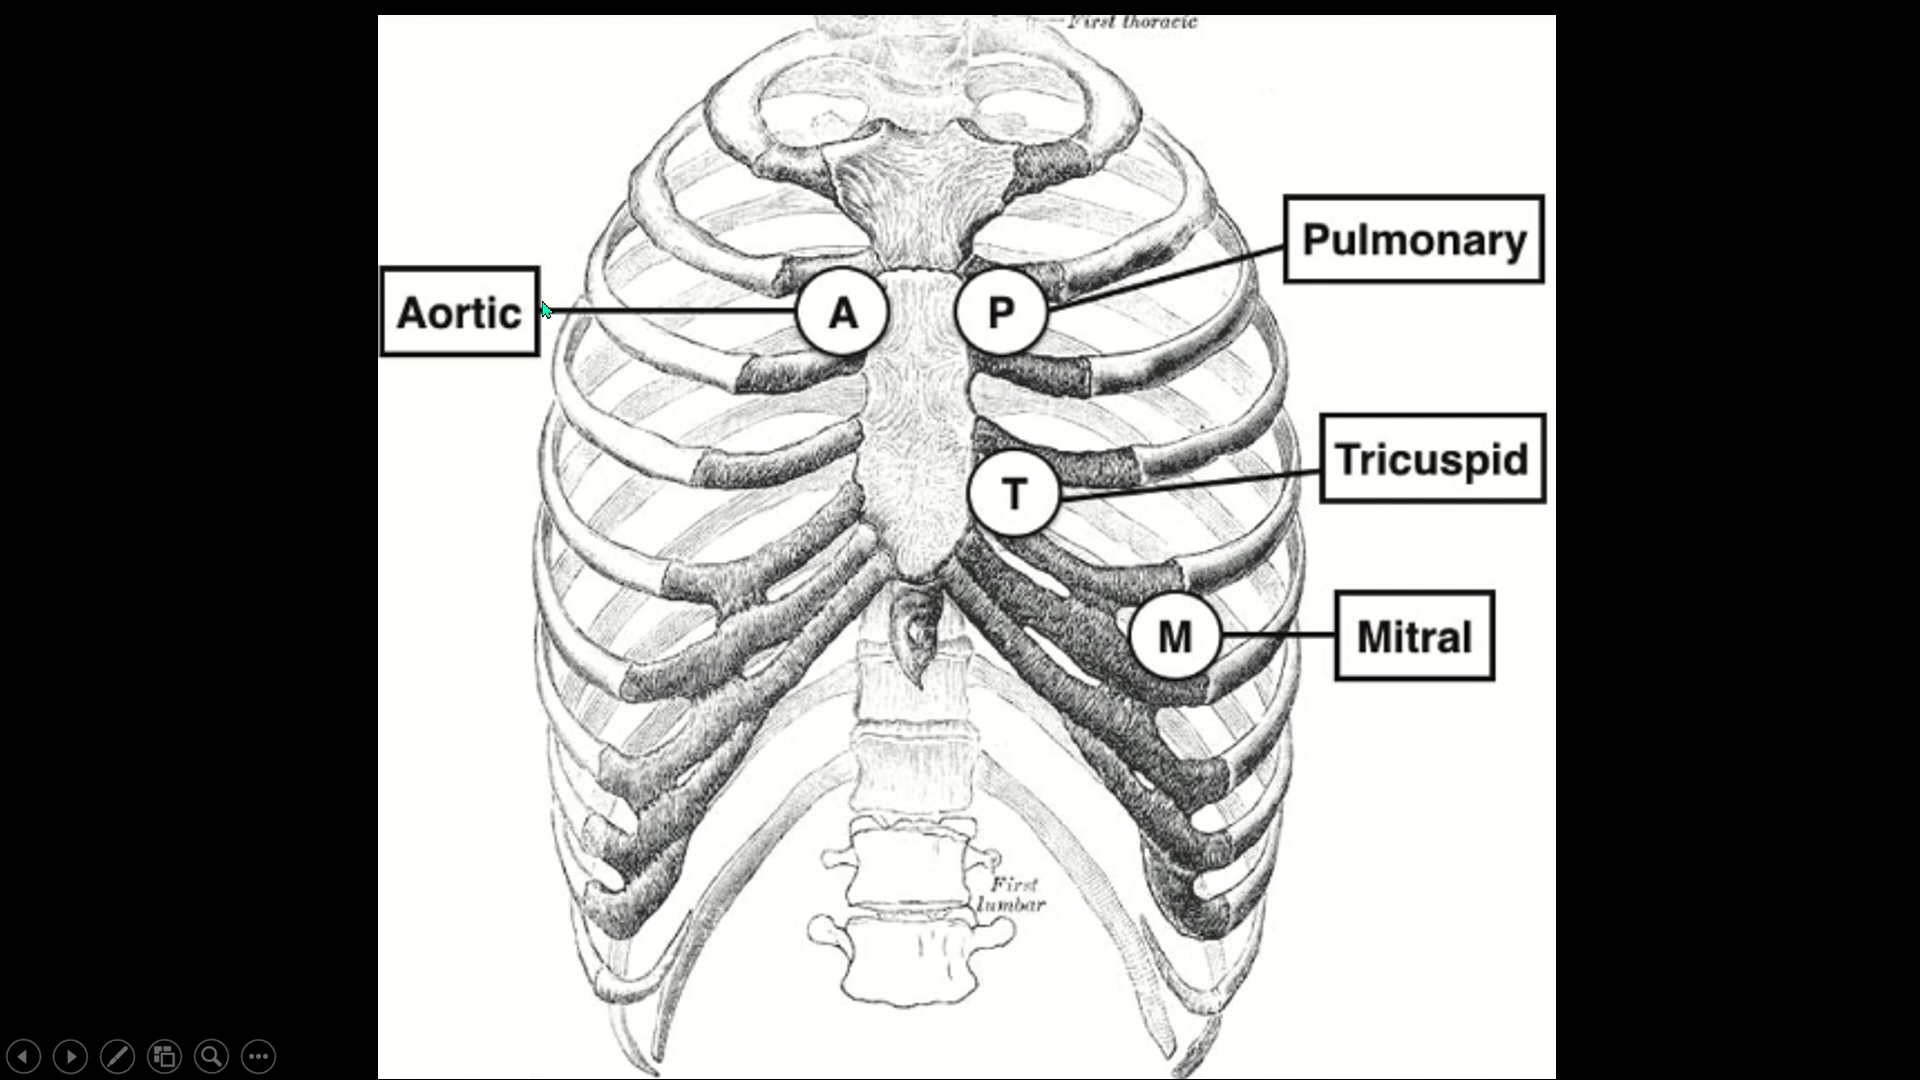 First thoracic
Pulmonary
Aortic
A
P
Tricuspid
T
M
Mitral
First
lumbar